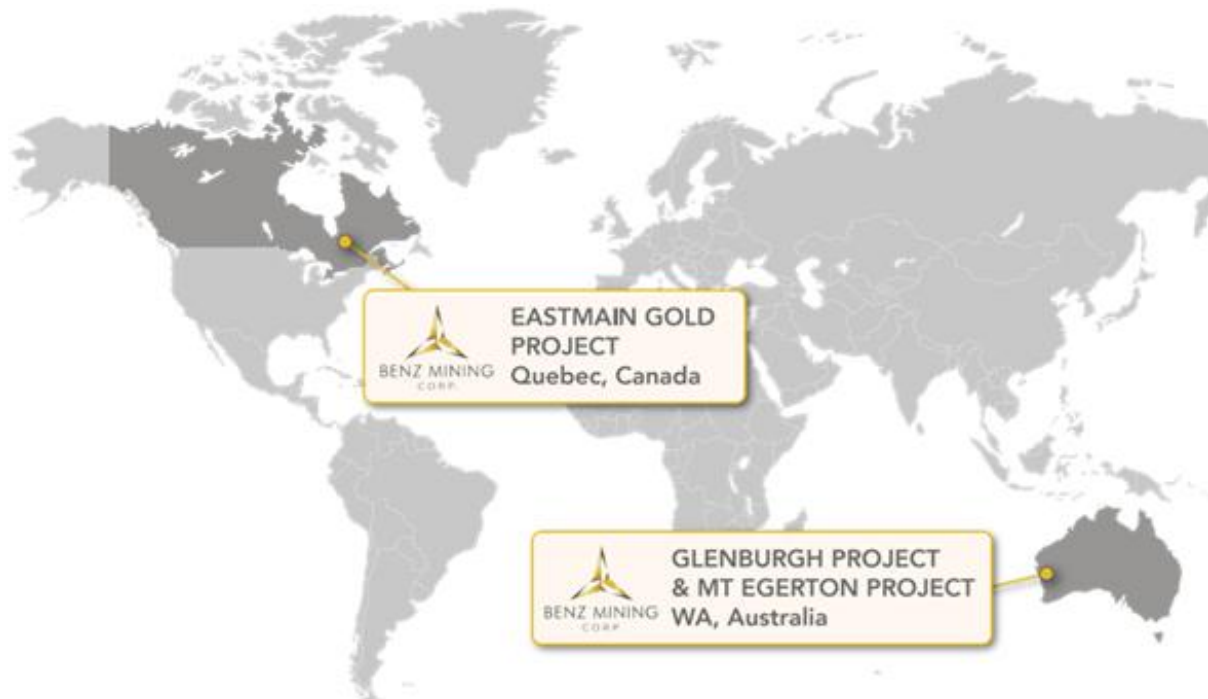 BENZ MINING
CORP.
EASTMAIN GOLD
PROJECT
Quebec, Canada
BENZ MINING
CORP
GLENBURGH PROJECT
& MT EGERTON PROJECT
WA, Australia